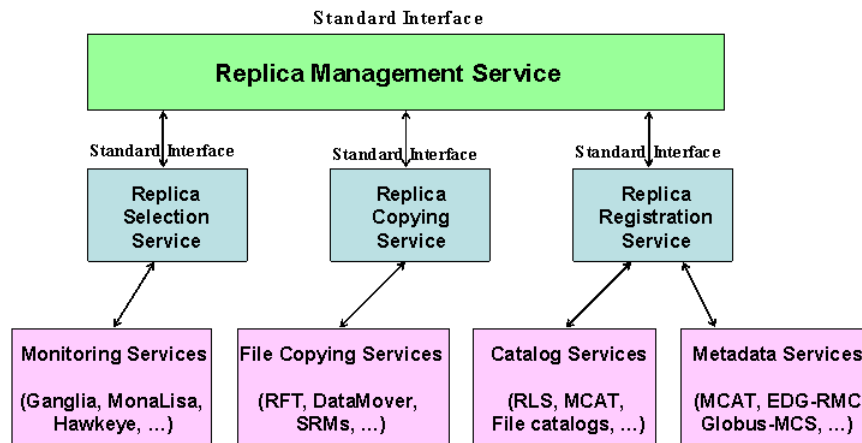 Standard Interface
Replica Management Service
Standard Interface
Standard Interface
Standard Interface
Replica
Selection
Service
Replica
Copying
Service
Replica
Registration
Service
Monitoring Services
(Ganglia, MonaLisa,
Hawkeye, ...)
File Copying Services
(RFT, DataMover,
SRMs, ...)
Catalog Services
(RLS, MCAT,
File catalogs, ...)
Metadada Services
(MCAT, EDG-RMC
Globus-MCS, ...)